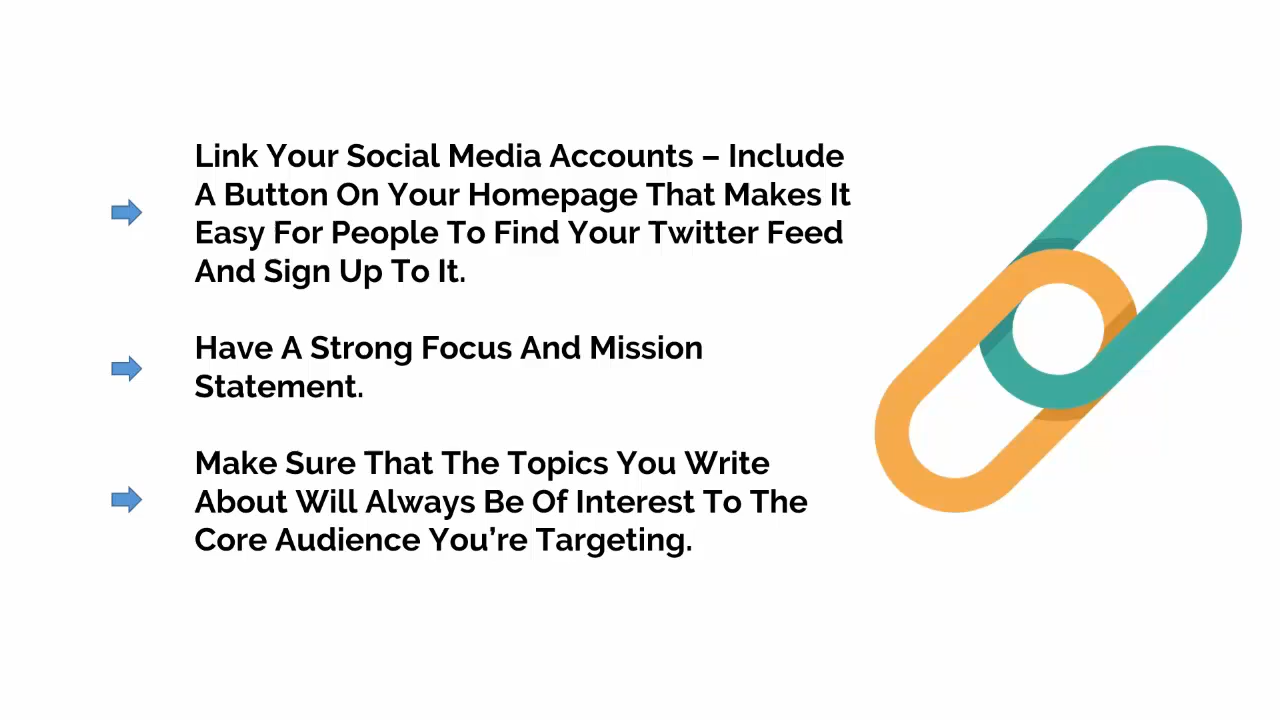 Link Your Social Media Accounts – Include
A Button On Your Homepage That Makes It
Easy For People To Find Your Twitter Feed
And Sign Up To It.
Have A Strong Focus And Mission
Statement.
Make Sure That The Topics You Write
About Will Always Be Of Interest To The
Core Audience You’re Targeting.